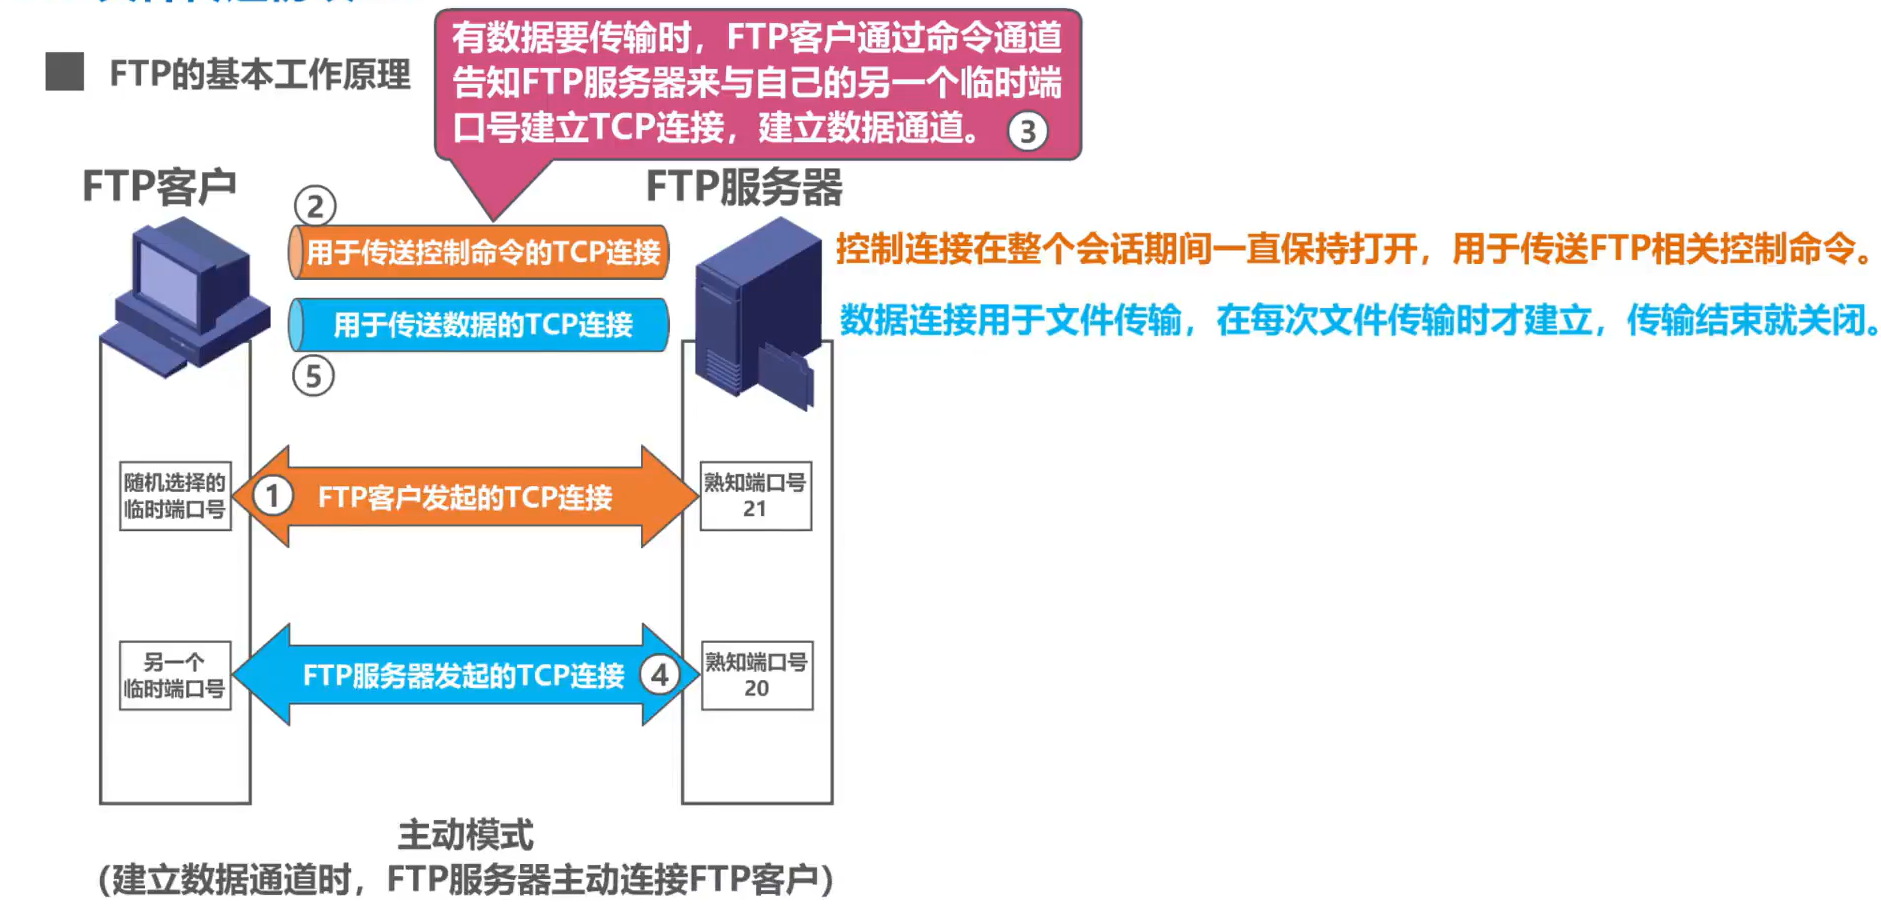 FTP的基本工作原理
有数据要传输时，FTP客户通过命令通道
告知FTP服务器来与自己的另一个临时端
口号建立TCP连接，建立数据通道。 ③
FTP客户
FTP服务器
②
用于传送控制命令的TCP连接
控制连接在整个会话期间一直保持打开，用于传送FTP相关控制命令。
用于传送数据的TCP连接
数据连接用于文件传输，在每次文件传输时才建立，传输结束就关闭。
⑤
随机选择的
临时端口号
① FTP客户发起的TCP连接
熟知端口号
21
另一个
临时端口号
FTP服务器发起的TCP连接 ④
熟知端口号
20
主动模式
(建立数据通道时，FTP服务器主动连接FTP客户)